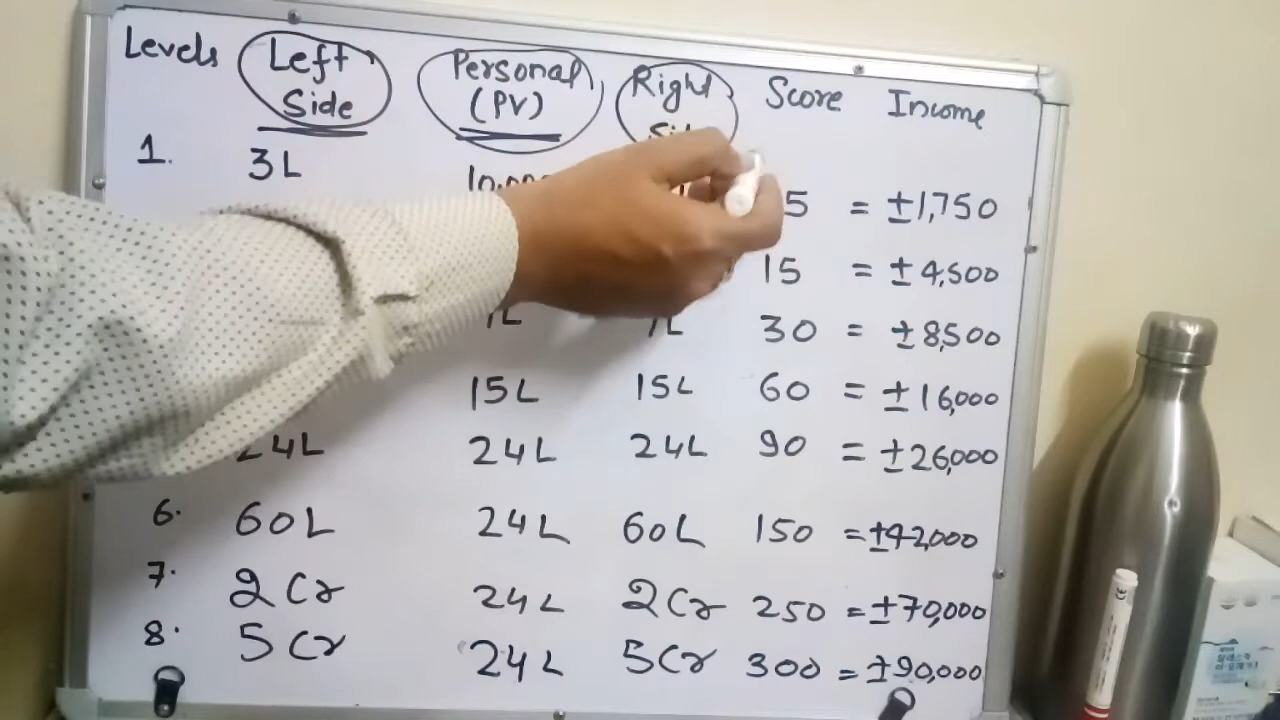 Levels Left Side Personal (PV) Right Score Income
1. 3L 5 = ±1,750
15 = ±4,500
1L 30 = ±8,500
15L 15L 60 = ±16,000
24L 24L 24L 90 = ±26,000
6. 60L 24L 60L 150 = ±42,000
7. 2Cr 24L 2Cr 250 = ±70,000
8. 5Cr 24L 5Cr 300 = ±90,000